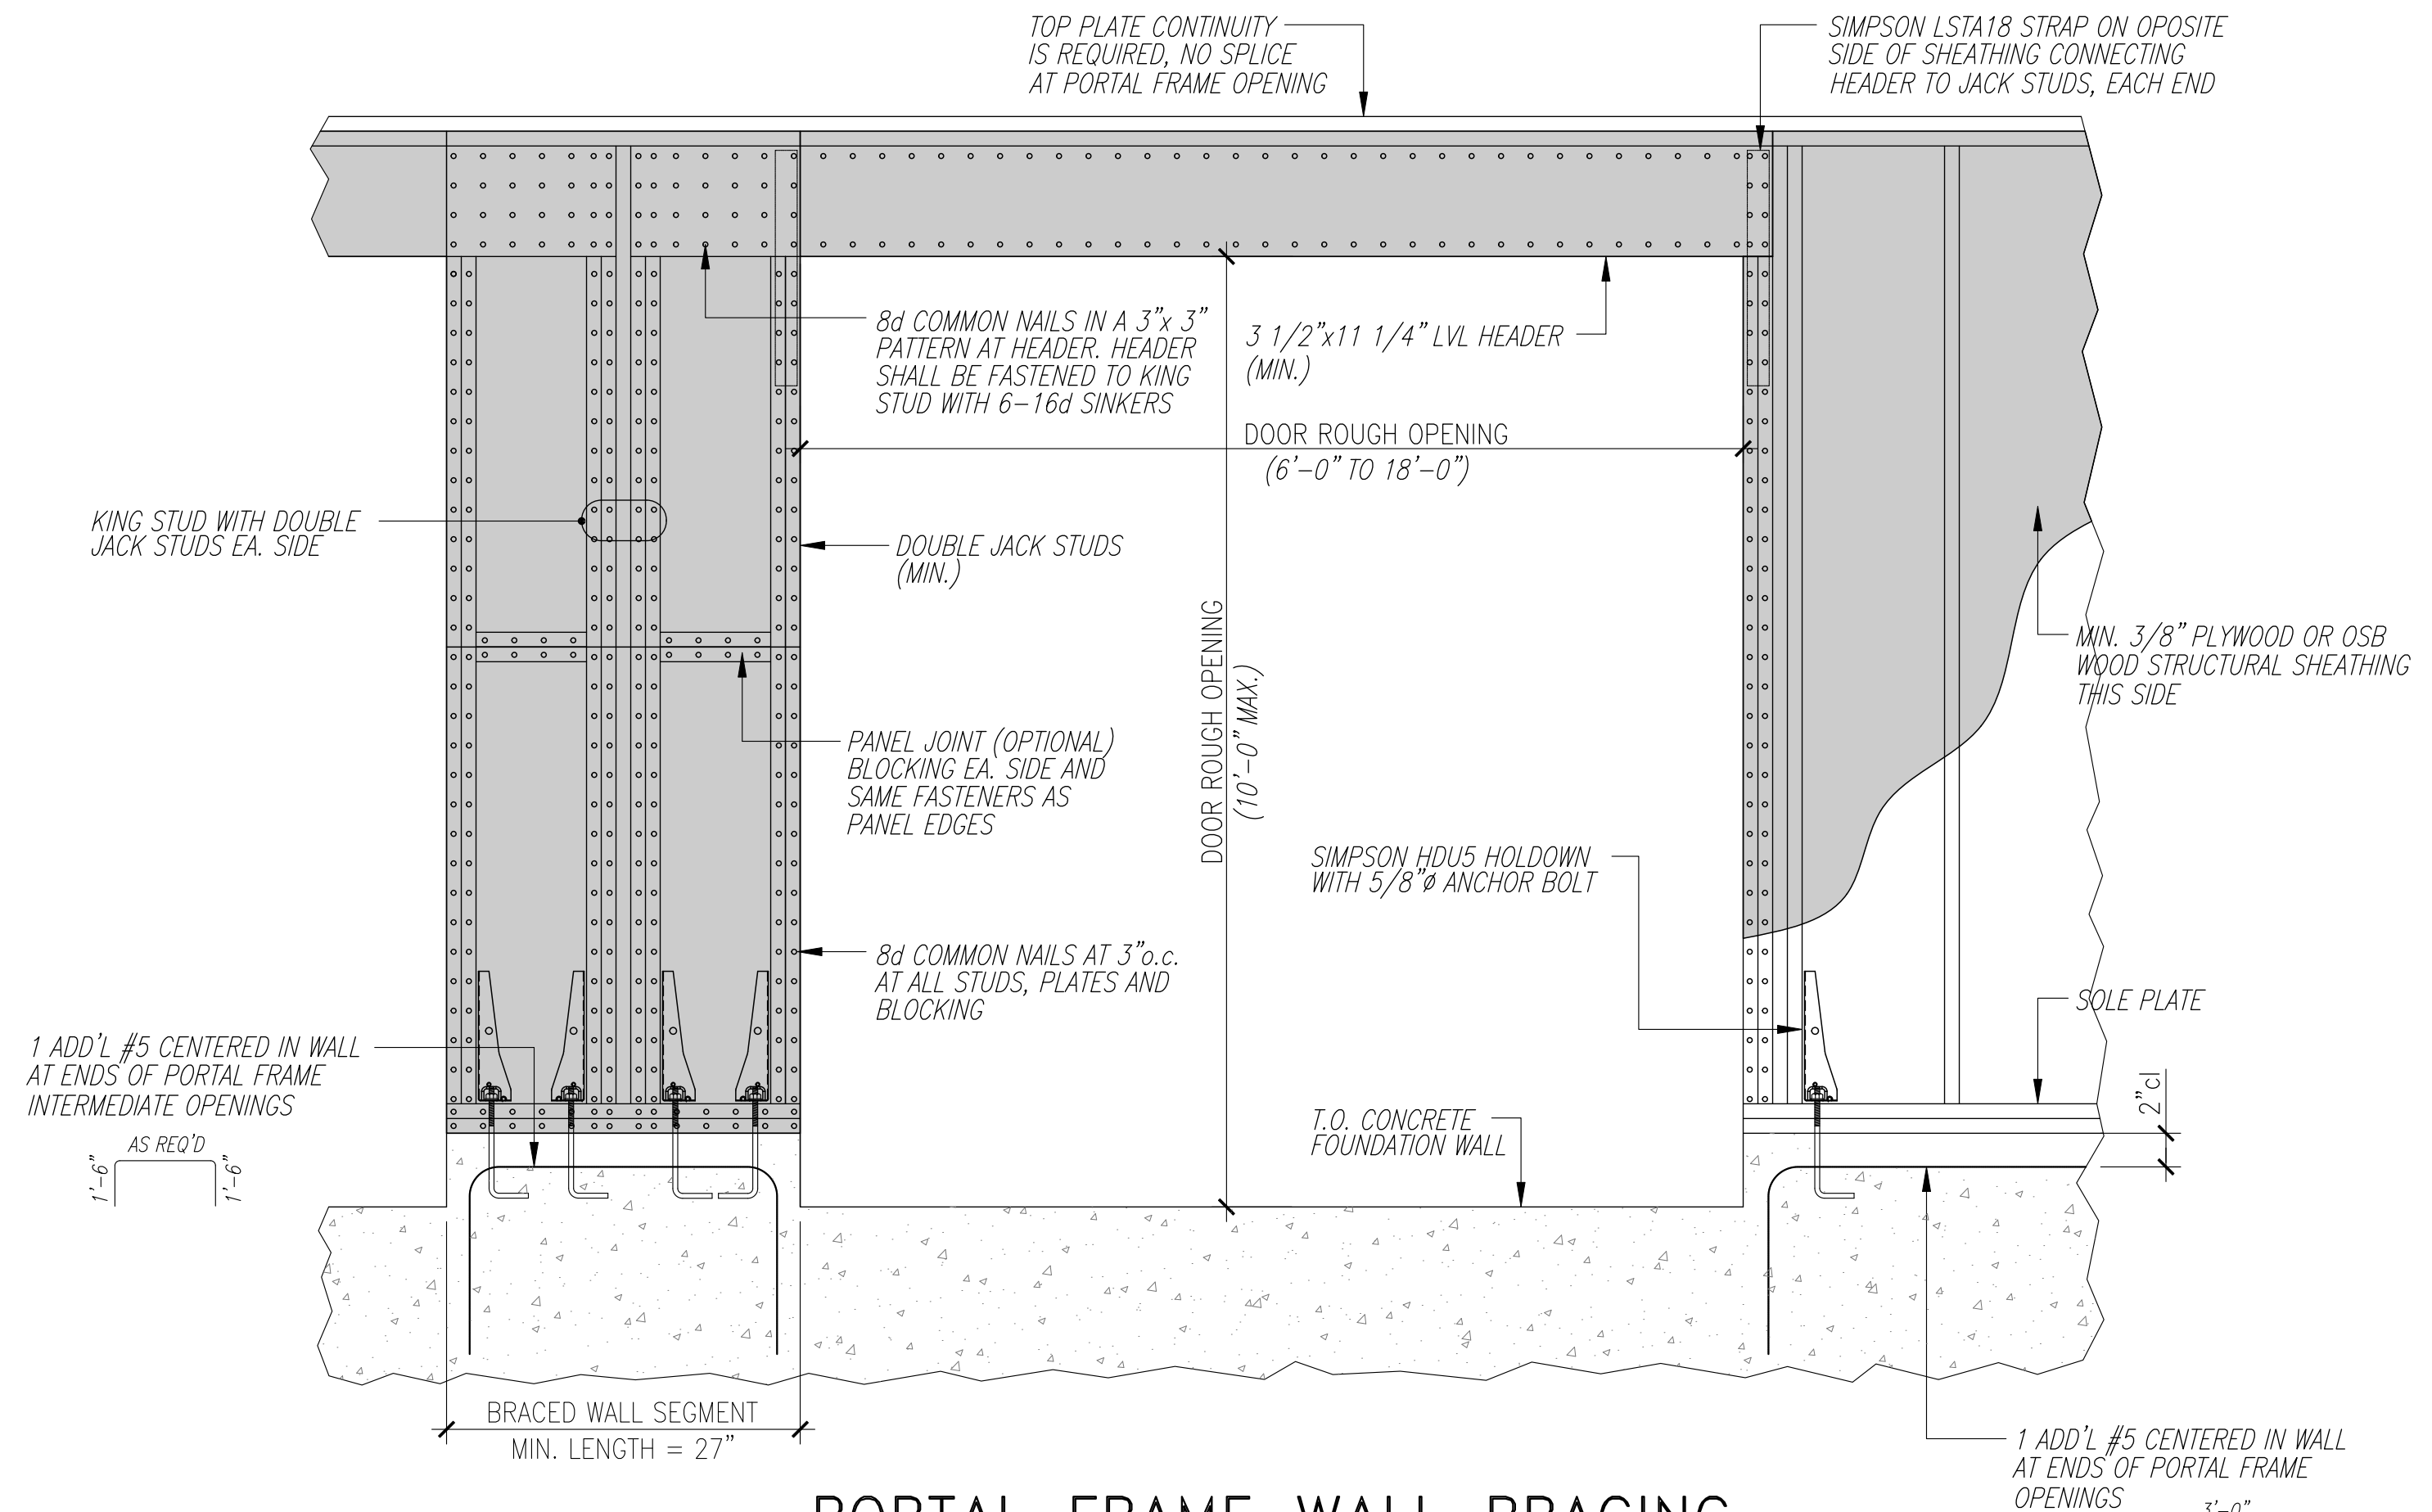 TOP PLATE CONTINUITY
IS REQUIRED, NO SPLICE
AT PORTAL FRAME OPENING
SIMPSON LSTA18 STRAP ON OPOSITE
SIDE OF SHEATHING CONNECTING
HEADER TO JACK STUDS, EACH END
8d COMMON NAILS IN A 3"x 3"
PATTERN AT HEADER. HEADER
SHALL BE FASTENED TO KING
STUD WITH 6-16d SINKERS
3 1/2"x11 1/4" LVL HEADER
(MIN.)
DOOR ROUGH OPENING
(6'-0" TO 18'-0")
KING STUD WITH DOUBLE
JACK STUDS EA. SIDE
DOUBLE JACK STUDS
(MIN.)
DOOR ROUGH OPENING
(10'-0" MAX.)
MIN. 3/8" PLYWOOD OR OSB
WOOD STRUCTURAL SHEATHING
THIS SIDE
PANEL JOINT (OPTIONAL)
BLOCKING EA. SIDE AND
SAME FASTENERS AS
PANEL EDGES
SIMPSON HDU5 HOLDOWN
WITH 5/8"ø ANCHOR BOLT
8d COMMON NAILS AT 3"o.c.
AT ALL STUDS, PLATES AND
BLOCKING
SOLE PLATE
1 ADD'L #5 CENTERED IN WALL
AT ENDS OF PORTAL FRAME
INTERMEDIATE OPENINGS
AS REQ'D
1'-6"
1'-6"
T.O. CONCRETE
FOUNDATION WALL
2"cl
BRACED WALL SEGMENT
MIN. LENGTH = 27"
1 ADD'L #5 CENTERED IN WALL
AT ENDS OF PORTAL FRAME
OPENINGS
3'-0"
PORTAL FRAME WALL BRACING